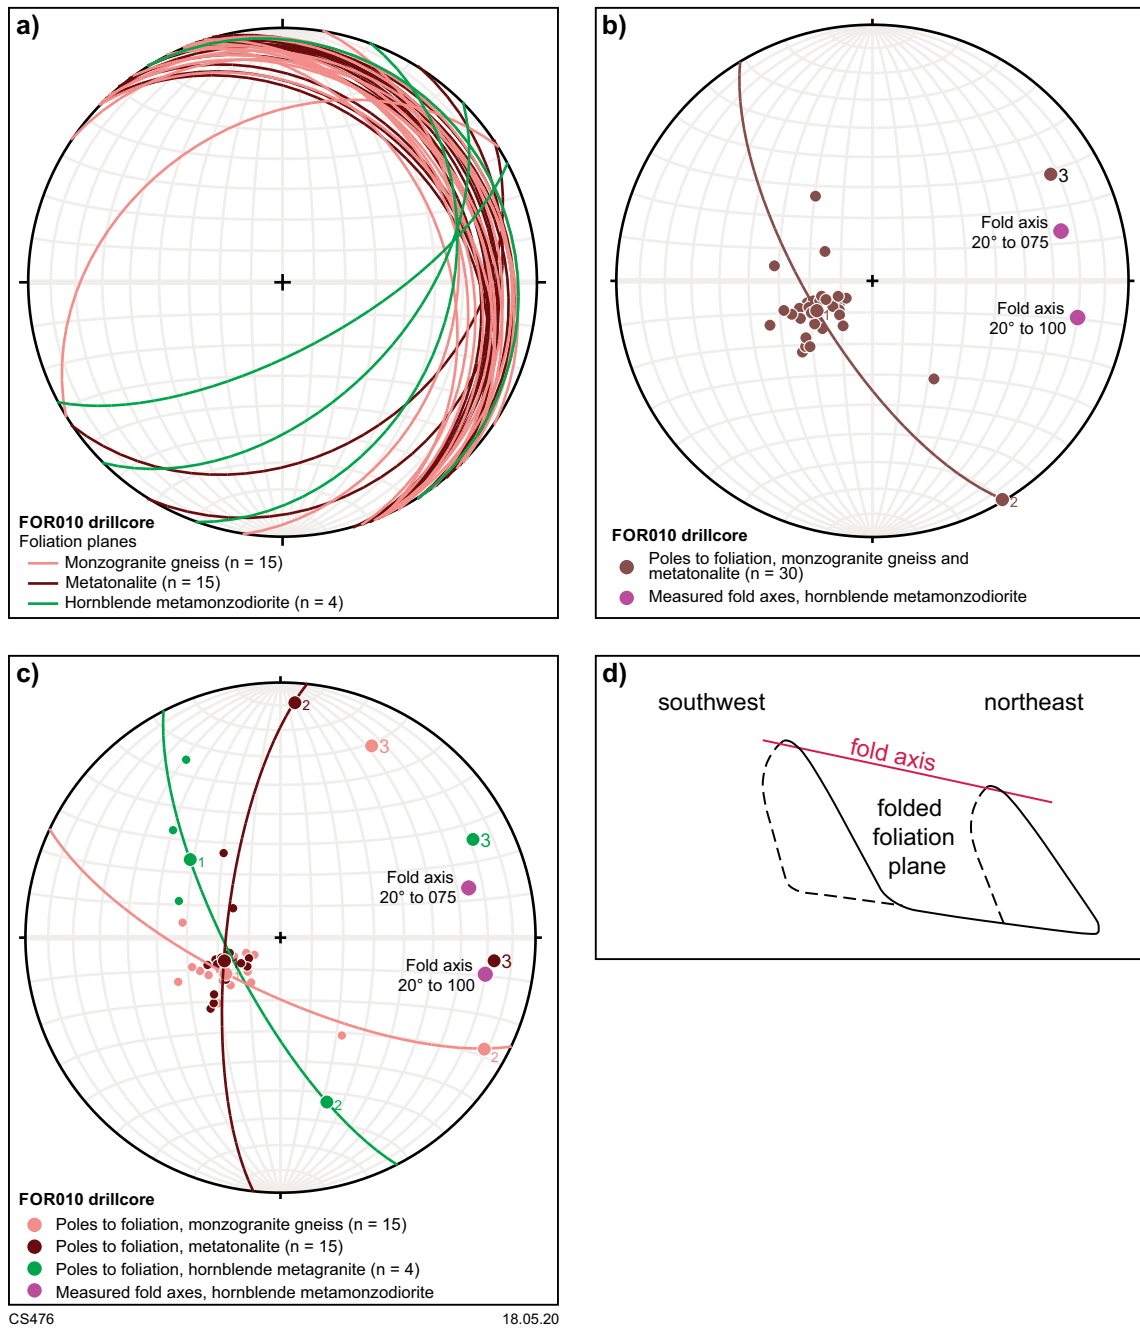 a)
FOR010 drillcore
Foliation planes
Monzogranite gneiss (n = 15)
Metatonalite (n = 15)
Hornblende metamonzodiorite (n = 4)
b)
3
Fold axis
20° to 075
Fold axis
20° to 100
1
2
FOR010 drillcore
Poles to foliation, monzogranite gneiss and
metatonalite (n = 30)
Measured fold axes, hornblende metamonzodiorite
c)
2
3
3
1
Fold axis
20° to 075
3
Fold axis
20° to 100
2
2
FOR010 drillcore
Poles to foliation, monzogranite gneiss (n = 15)
Poles to foliation, metatonalite (n = 15)
Poles to foliation, hornblende metagranite (n = 4)
Measured fold axes, hornblende metamonzodiorite
d)
southwest
northeast
fold axis
folded
foliation
plane
CS476
18.05.20